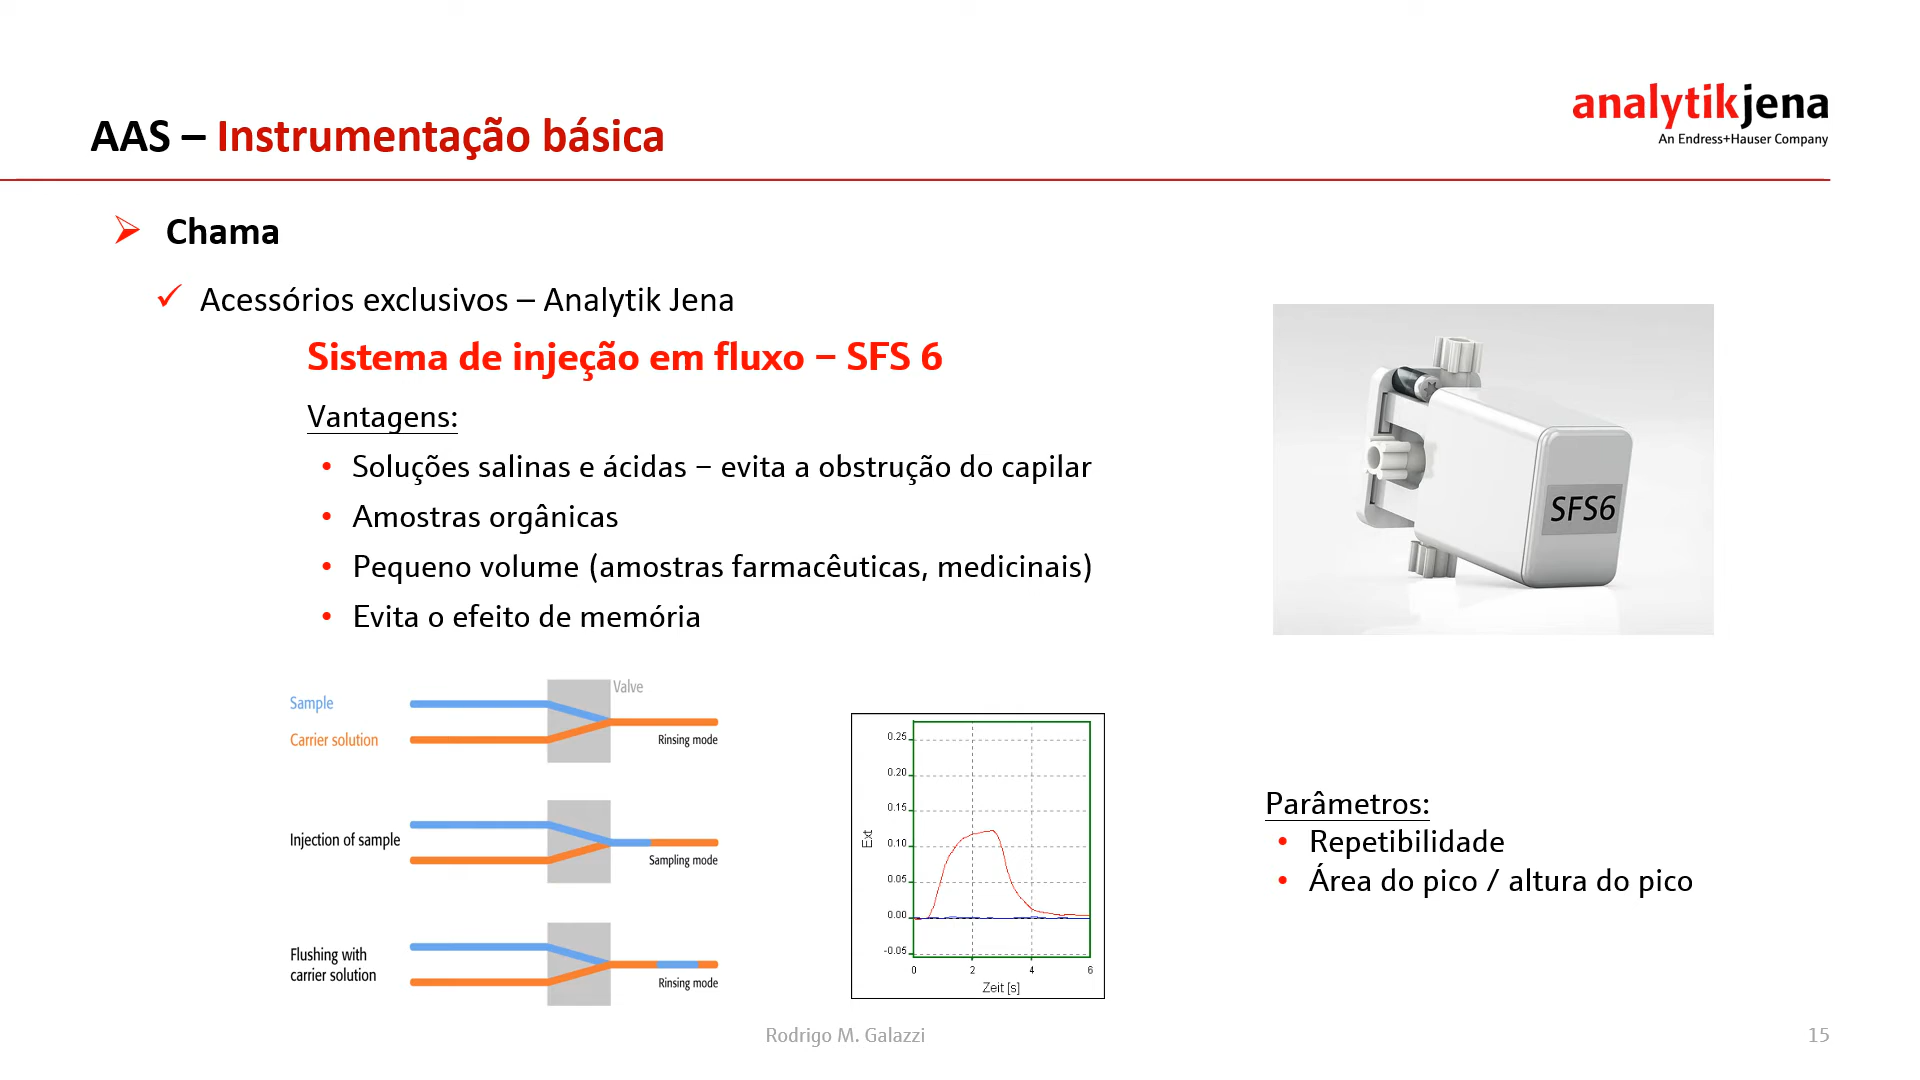 analytikjena
An Endress+Hauser Company
AAS – Instrumentação básica
Chama
Acessórios exclusivos – Analytik Jena
Sistema de injeção em fluxo – SFS 6
Vantagens:
• Soluções salinas e ácidas – evita a obstrução do capilar
• Amostras orgânicas
• Pequeno volume (amostras farmacêuticas, medicinais)
• Evita o efeito de memória
SFS6
Sample
Valve
Carrier solution
Rinsing mode
Injection of sample
Sampling mode
Flushing with
carrier solution
Rinsing mode
0.25
0.20
0.15
0.10
0.05
0.00
-0.05
Ext
0 2 4 6
Zeit [s]
Parâmetros:
• Repetibilidade
• Área do pico / altura do pico
Rodrigo M. Galazzi
15